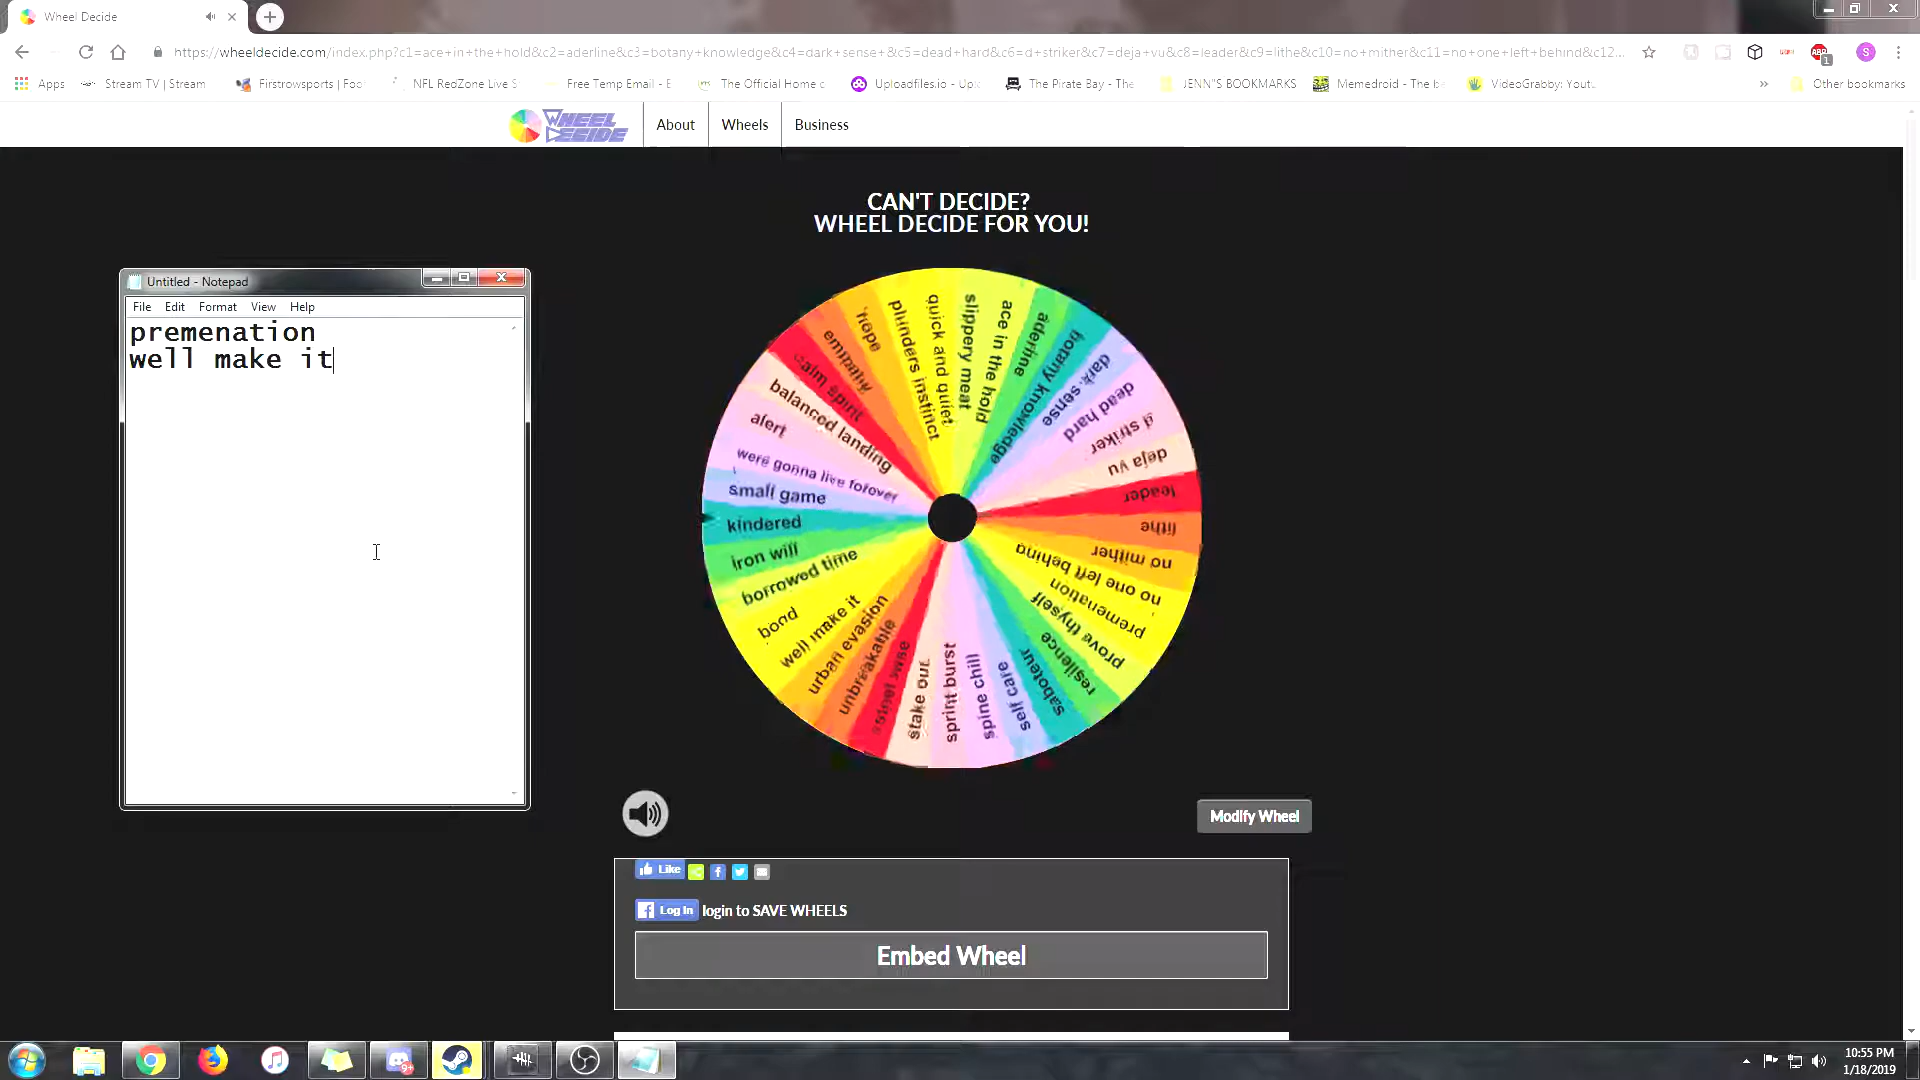 Wheel Decide
https://wheeldecide.com/index.php?c1=ace+in+the+hold&c2=aderline&c3=botany+knowledge&c4=dark+sense+&c5=dead+hard&c6=d+striker&c7=deja+vu&c8=leader&c9=lithe&c10=no+mither&c11=no+one+left+behind&c12...
Apps
Stream TV | Stream
Firstrowsports | Foo
NFL RedZone Live S
Free Temp Email - E
The Official Home o
Uploadfiles.io - Up
The Pirate Bay - The
JENN"S BOOKMARKS
Memedroid - The be
VideoGrabby: Yout
Other bookmarks
WHEEL DECIDE
About
Wheels
Business
CAN'T DECIDE?
WHEEL DECIDE FOR YOU!
Untitled - Notepad
File Edit Format View Help
premenation
well make it
slippery meat
ace in the hold
aderline
botany knowledge
dark sense
dead hard
d striker
deja vu
leader
lithe
no mither
no one left behing
premenation
prove thyself
resilence
saboteur
self care
spine chill
sprint burst
stake out
unbreakable
urban evasion
well make it
bond
borrowed time
iron will
kindered
small game
were gonna live forever
alert
balanced landing
calm spirit
empathy
hope
plunders instinct
quick and quiet
Modify Wheel
Like
Log In
login to SAVE WHEELS
Embed Wheel
10:55 PM
1/18/2019